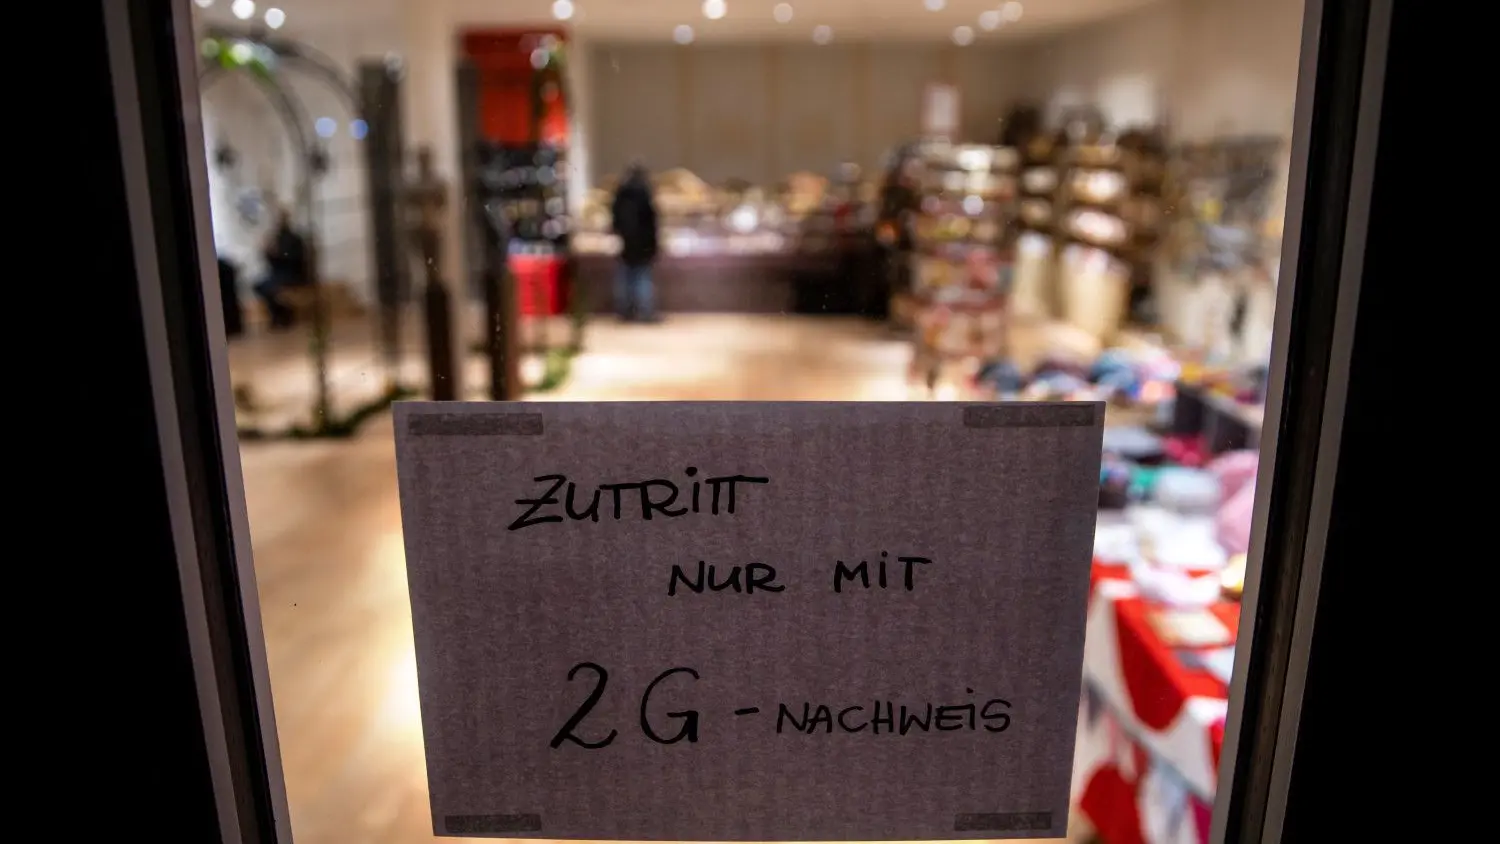 ZUTRITT
NUR MIT
2G-NACHWEIS